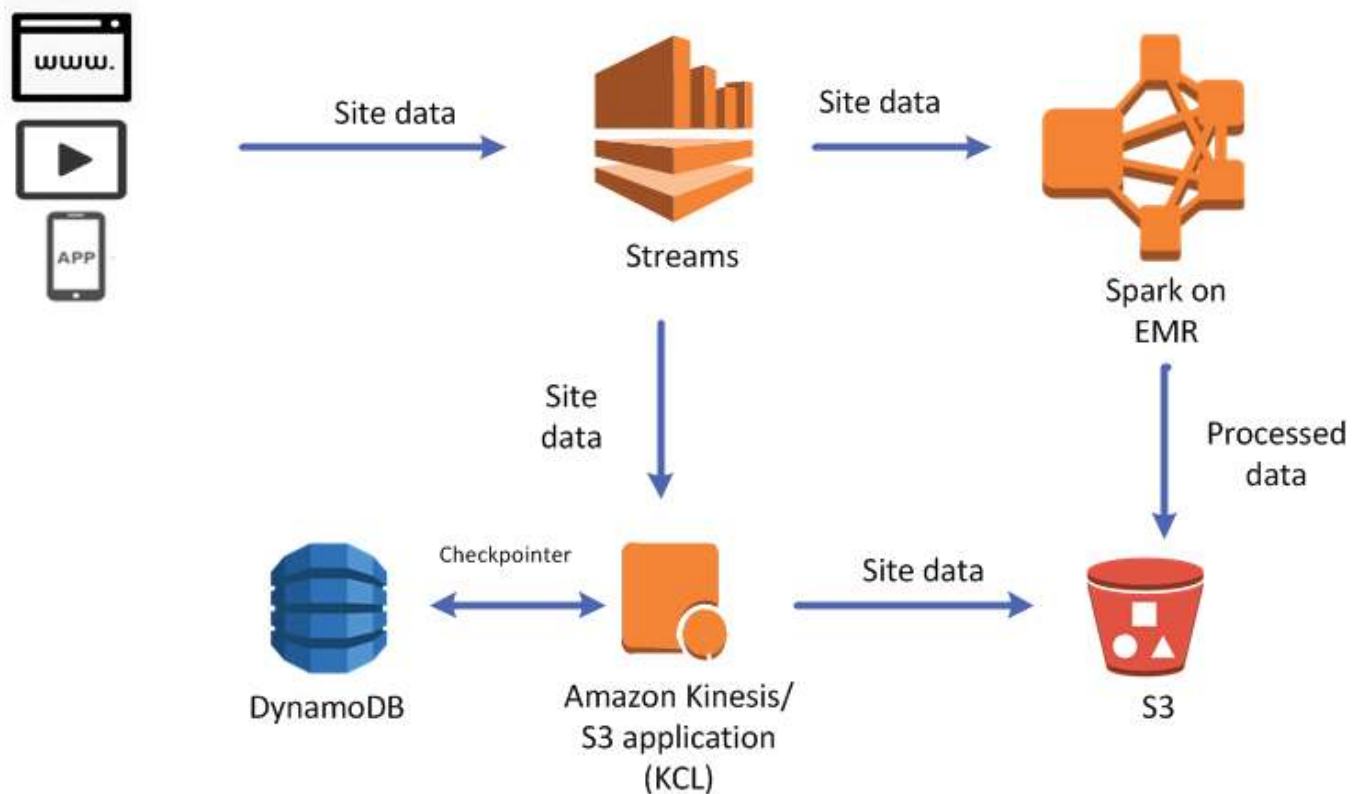 www.
Site data
Site data
APP
Streams
Spark on
EMR
Site
data
Processed
data
Checkpointer
Site data
DynamoDB
Amazon Kinesis/
S3 application
(KCL)
S3